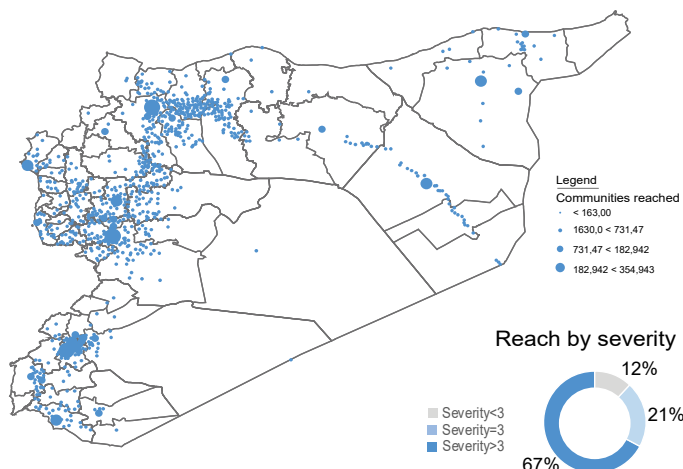 Legend
Communities reached
< 163,00
1630,0 < 731,47
731,47 < 182,942
182,942 < 354,943
Reach by severity
12%
21%
67%
Severity<3
Severity=3
Severity>3